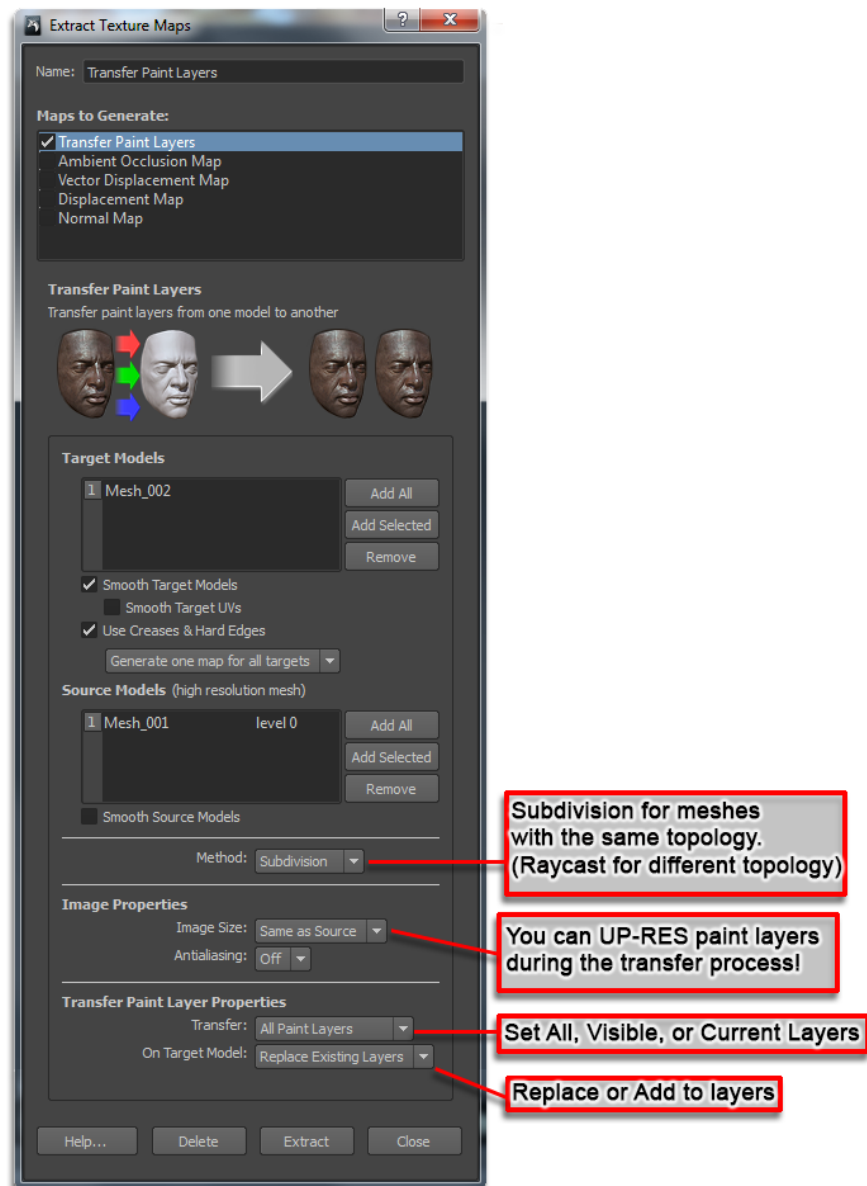 Extract Texture Maps
Name: Transfer Paint Layers
Maps to Generate:
Transfer Paint Layers
Ambient Occlusion Map
Vector Displacement Map
Displacement Map
Normal Map
Transfer Paint Layers
Transfer paint layers from one model to another
Target Models
1 Mesh_002
Add All
Add Selected
Remove
Smooth Target Models
Smooth Target UVs
Use Creases & Hard Edges
Generate one map for all targets
Source Models (high resolution mesh)
1 Mesh_001 level 0
Add All
Add Selected
Remove
Smooth Source Models
Method: Subdivision
Subdivision for meshes
with the same topology.
(Raycast for different topology)
Image Properties
Image Size: Same as Source
Antialiasing: Off
You can UP-RES paint layers
during the transfer process!
Transfer Paint Layer Properties
Transfer: All Paint Layers
Set All, Visible, or Current Layers
On Target Model: Replace Existing Layers
Replace or Add to layers
Help... Delete Extract Close